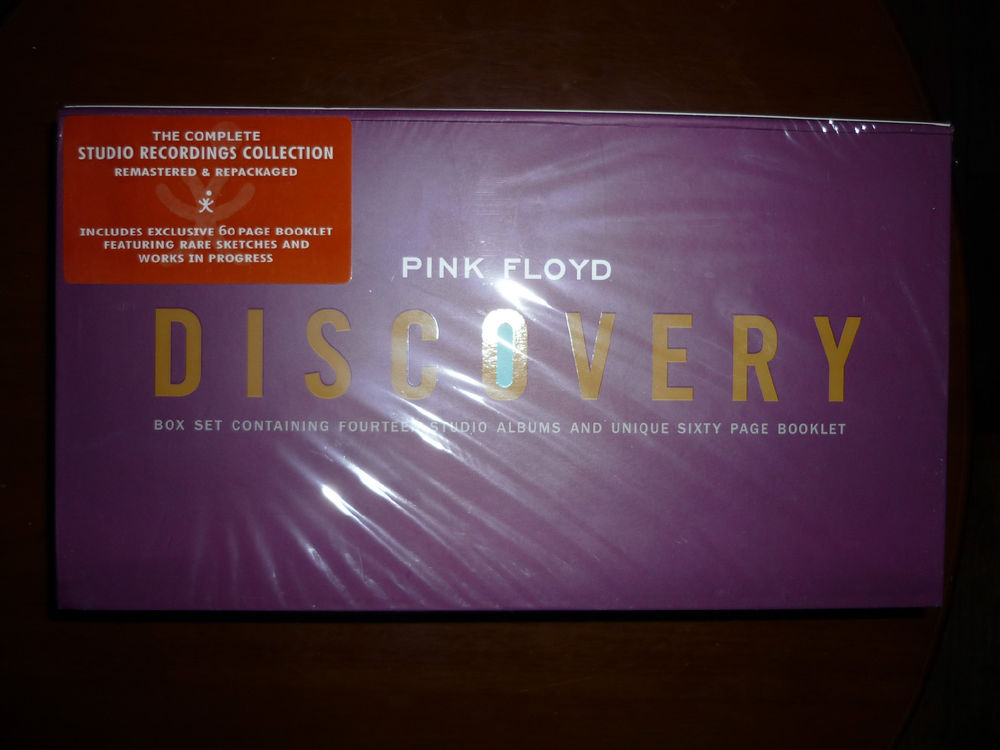 THE COMPLETE
STUDIO RECORDINGS COLLECTION
REMASTERED & REPACKAGED
INCLUDES EXCLUSIVE 60 PAGE BOOKLET
FEATURING RARE SKETCHES AND
WORKS IN PROGRESS
PINK FLOYD
DISCOVERY
BOX SET CONTAINING FOURTEEN STUDIO ALBUMS AND UNIQUE SIXTY PAGE BOOKLET